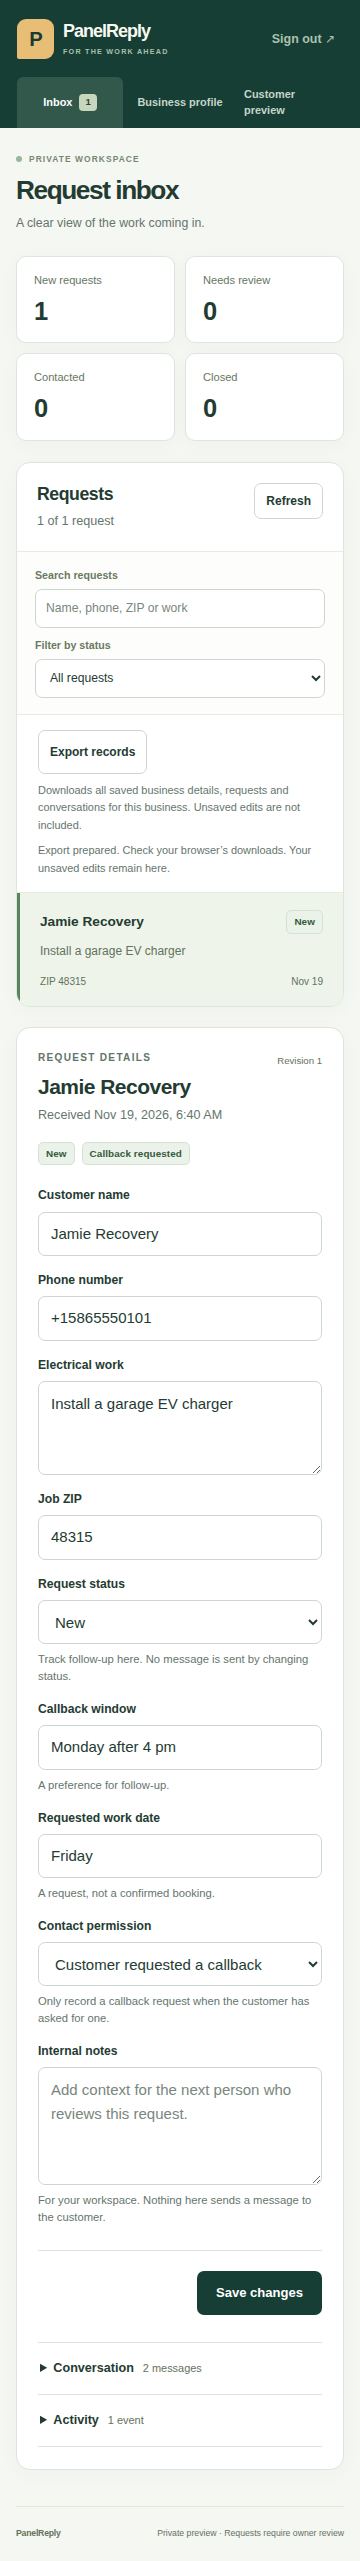 P
PanelReply
FOR THE WORK AHEAD
Sign out ↗
Inbox 1
Business profile
Customer
preview
PRIVATE WORKSPACE
Request inbox
A clear view of the work coming in.
New requests
1
Needs review
0
Contacted
0
Closed
0
Requests
1 of 1 request
Refresh
Search requests
Name, phone, ZIP or work
Filter by status
All requests
Export records
Downloads all saved business details, requests and
conversations for this business. Unsaved edits are not
included.
Export prepared. Check your browser’s downloads. Your
unsaved edits remain here.
Jamie Recovery
New
Install a garage EV charger
ZIP 48315
Nov 19
REQUEST DETAILS
Revision 1
Jamie Recovery
Received Nov 19, 2026, 6:40 AM
New
Callback requested
Customer name
Jamie Recovery
Phone number
+15865550101
Electrical work
Install a garage EV charger
Job ZIP
48315
Request status
New
Track follow-up here. No message is sent by changing
status.
Callback window
Monday after 4 pm
A preference for follow-up.
Requested work date
Friday
A request, not a confirmed booking.
Contact permission
Customer requested a callback
Only record a callback request when the customer has
asked for one.
Internal notes
Add context for the next person who
reviews this request.
For your workspace. Nothing here sends a message to
the customer.
Save changes
Conversation 2 messages
Activity 1 event
PanelReply
Private preview · Requests require owner review